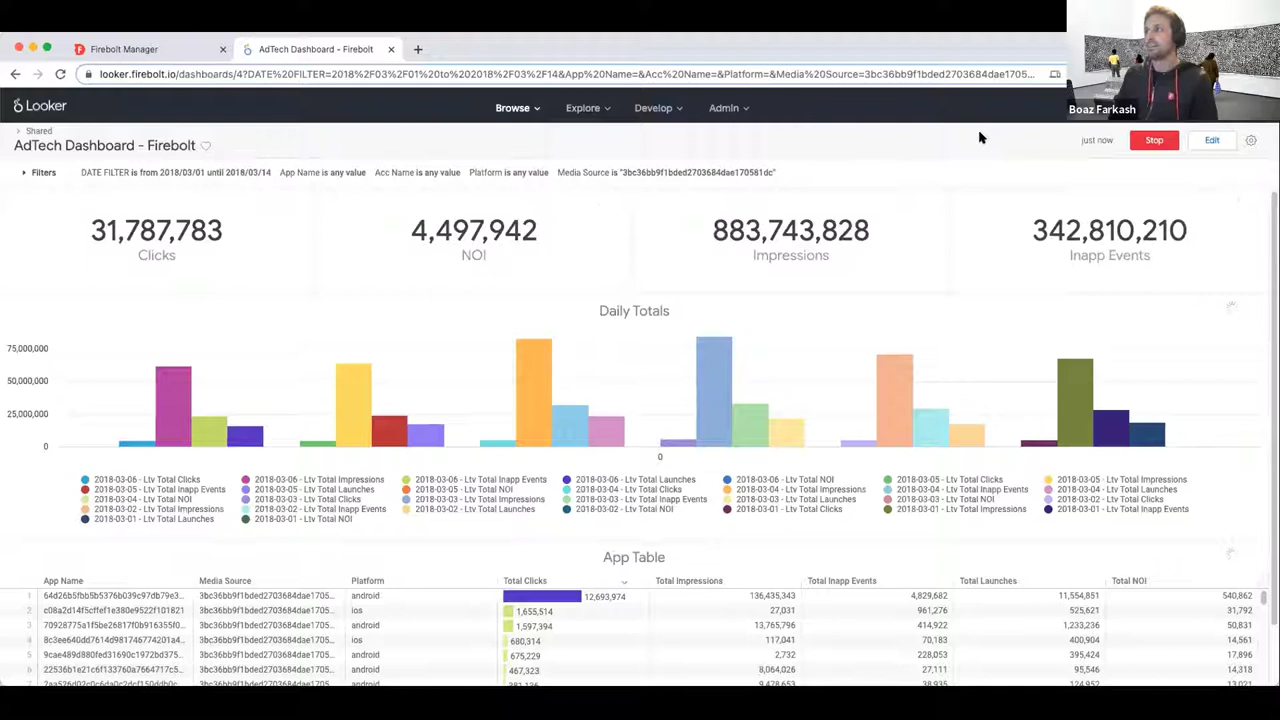 Firebolt Manager
AdTech Dashboard - Firebolt
looker.firebolt.io/dashboards/4?DATE%20FILTER=2018%2F03%2F01%20to%202018%2F03%2F14&App%20Name=&Acc%20Name=&Platform=&Media%20Source=3bc36bb9f1bded2703684dae1705...
Boaz Farkash
Looker
Browse Explore Develop Admin
Shared
AdTech Dashboard - Firebolt
just now Stop Edit
Filters DATE FILTER is from 2018/03/01 until 2018/03/14 App Name is any value Acc Name is any value Platform is any value Media Source is "3bc36bb9f1bded2703684dae170581dc"
31,787,783 4,497,942 883,743,828 342,810,210
Clicks NOI Impressions Inapp Events
Daily Totals
75,000,000
50,000,000
25,000,000
0
0
2018-03-06 - Ltv Total Clicks 2018-03-06 - Ltv Total Impressions 2018-03-06 - Ltv Total Inapp Events 2018-03-06 - Ltv Total Launches 2018-03-06 - Ltv Total NOI 2018-03-05 - Ltv Total Clicks 2018-03-05 - Ltv Total Impressions
2018-03-05 - Ltv Total Inapp Events 2018-03-05 - Ltv Total Launches 2018-03-05 - Ltv Total NOI 2018-03-04 - Ltv Total Clicks 2018-03-04 - Ltv Total Impressions 2018-03-04 - Ltv Total Inapp Events 2018-03-04 - Ltv Total Launches
2018-03-04 - Ltv Total NOI 2018-03-03 - Ltv Total Clicks 2018-03-03 - Ltv Total Impressions 2018-03-03 - Ltv Total Inapp Events 2018-03-03 - Ltv Total Launches 2018-03-03 - Ltv Total NOI 2018-03-02 - Ltv Total Clicks
2018-03-02 - Ltv Total Impressions 2018-03-02 - Ltv Total Inapp Events 2018-03-02 - Ltv Total Launches 2018-03-02 - Ltv Total NOI 2018-03-01 - Ltv Total Clicks 2018-03-01 - Ltv Total Impressions 2018-03-01 - Ltv Total Inapp Events
2018-03-01 - Ltv Total Launches 2018-03-01 - Ltv Total NOI
App Table
App Name Media Source Platform Total Clicks Total Impressions Total Inapp Events Total Launches Total NOI
1 64d26b5fbb5b5376b039c97db79e3... 3bc36bb9f1bded2703684dae1705... android 12,693,974 136,435,343 4,829,682 11,554,851 540,862
2 c08a2d14f5cffef1e380e9522f101821 3bc36bb9f1bded2703684dae1705... ios 1,655,514 27,031 961,276 525,621 31,792
3 70928775a1f5be26817f0b916355f0... 3bc36bb9f1bded2703684dae1705... android 1,597,394 13,765,796 414,922 1,233,236 50,831
4 8c3ee640dd7614d981746774201a4... 3bc36bb9f1bded2703684dae1705... ios 680,314 117,041 70,183 400,904 14,561
5 9cae489d880fed31690c1972bd375... 3bc36bb9f1bded2703684dae1705... android 675,229 2,732 228,053 395,424 17,896
6 22536b1e21c6f133760a7664717c5... 3bc36bb9f1bded2703684dae1705... android 467,323 8,064,026 27,111 95,546 14,318
3bc36bb9f1bded2703684dae1705... android 9,478,653 38,935 124,952 13,021